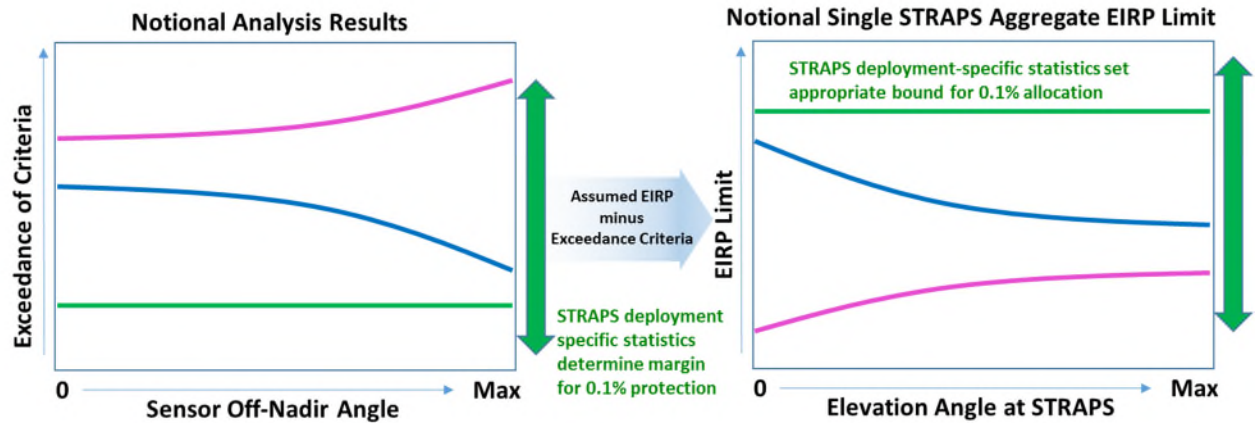 Notional Analysis Results
Exceedance of Criteria
0
Max
Sensor Off-Nadir Angle
Assumed EIRP
minus
Exceedance Criteria
STRAPS deployment
specific statistics
determine margin
for 0.1% protection
Notional Single STRAPS Aggregate EIRP Limit
STRAPS deployment-specific statistics set
appropriate bound for 0.1% allocation
EIRP Limit
0
Max
Elevation Angle at STRAPS